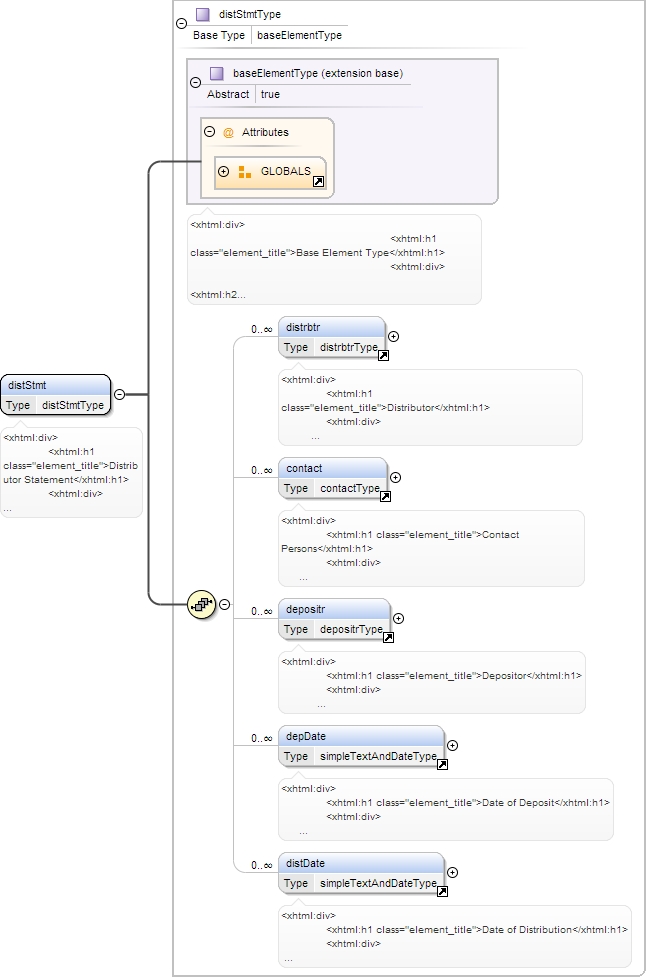 distStmtType
Base Type baseElementType
baseElementType (extension base)
Abstract true
@ Attributes
GLOBALS
<xhtml:div>
<xhtml:h1
class="element_title">Base Element Type</xhtml:h1>
<xhtml:div>
<xhtml:h2...
distStmt
Type distStmtType
<xhtml:div>
<xhtml:h1
class="element_title">Distrib
utor Statement</xhtml:h1>
<xhtml:div>
...
0..∞ distrbtr
Type distrbtrType
<xhtml:div>
<xhtml:h1
class="element_title">Distributor</xhtml:h1>
<xhtml:div>
...
0..∞ contact
Type contactType
<xhtml:div>
<xhtml:h1 class="element_title">Contact
Persons</xhtml:h1>
<xhtml:div>
...
0..∞ depositr
Type depositrType
<xhtml:div>
<xhtml:h1 class="element_title">Depositor</xhtml:h1>
<xhtml:div>
...
0..∞ depDate
Type simpleTextAndDateType
<xhtml:div>
<xhtml:h1 class="element_title">Date of Deposit</xhtml:h1>
<xhtml:div>
...
0..∞ distDate
Type simpleTextAndDateType
<xhtml:div>
<xhtml:h1 class="element_title">Date of Distribution</xhtml:h1>
<xhtml:div>
...